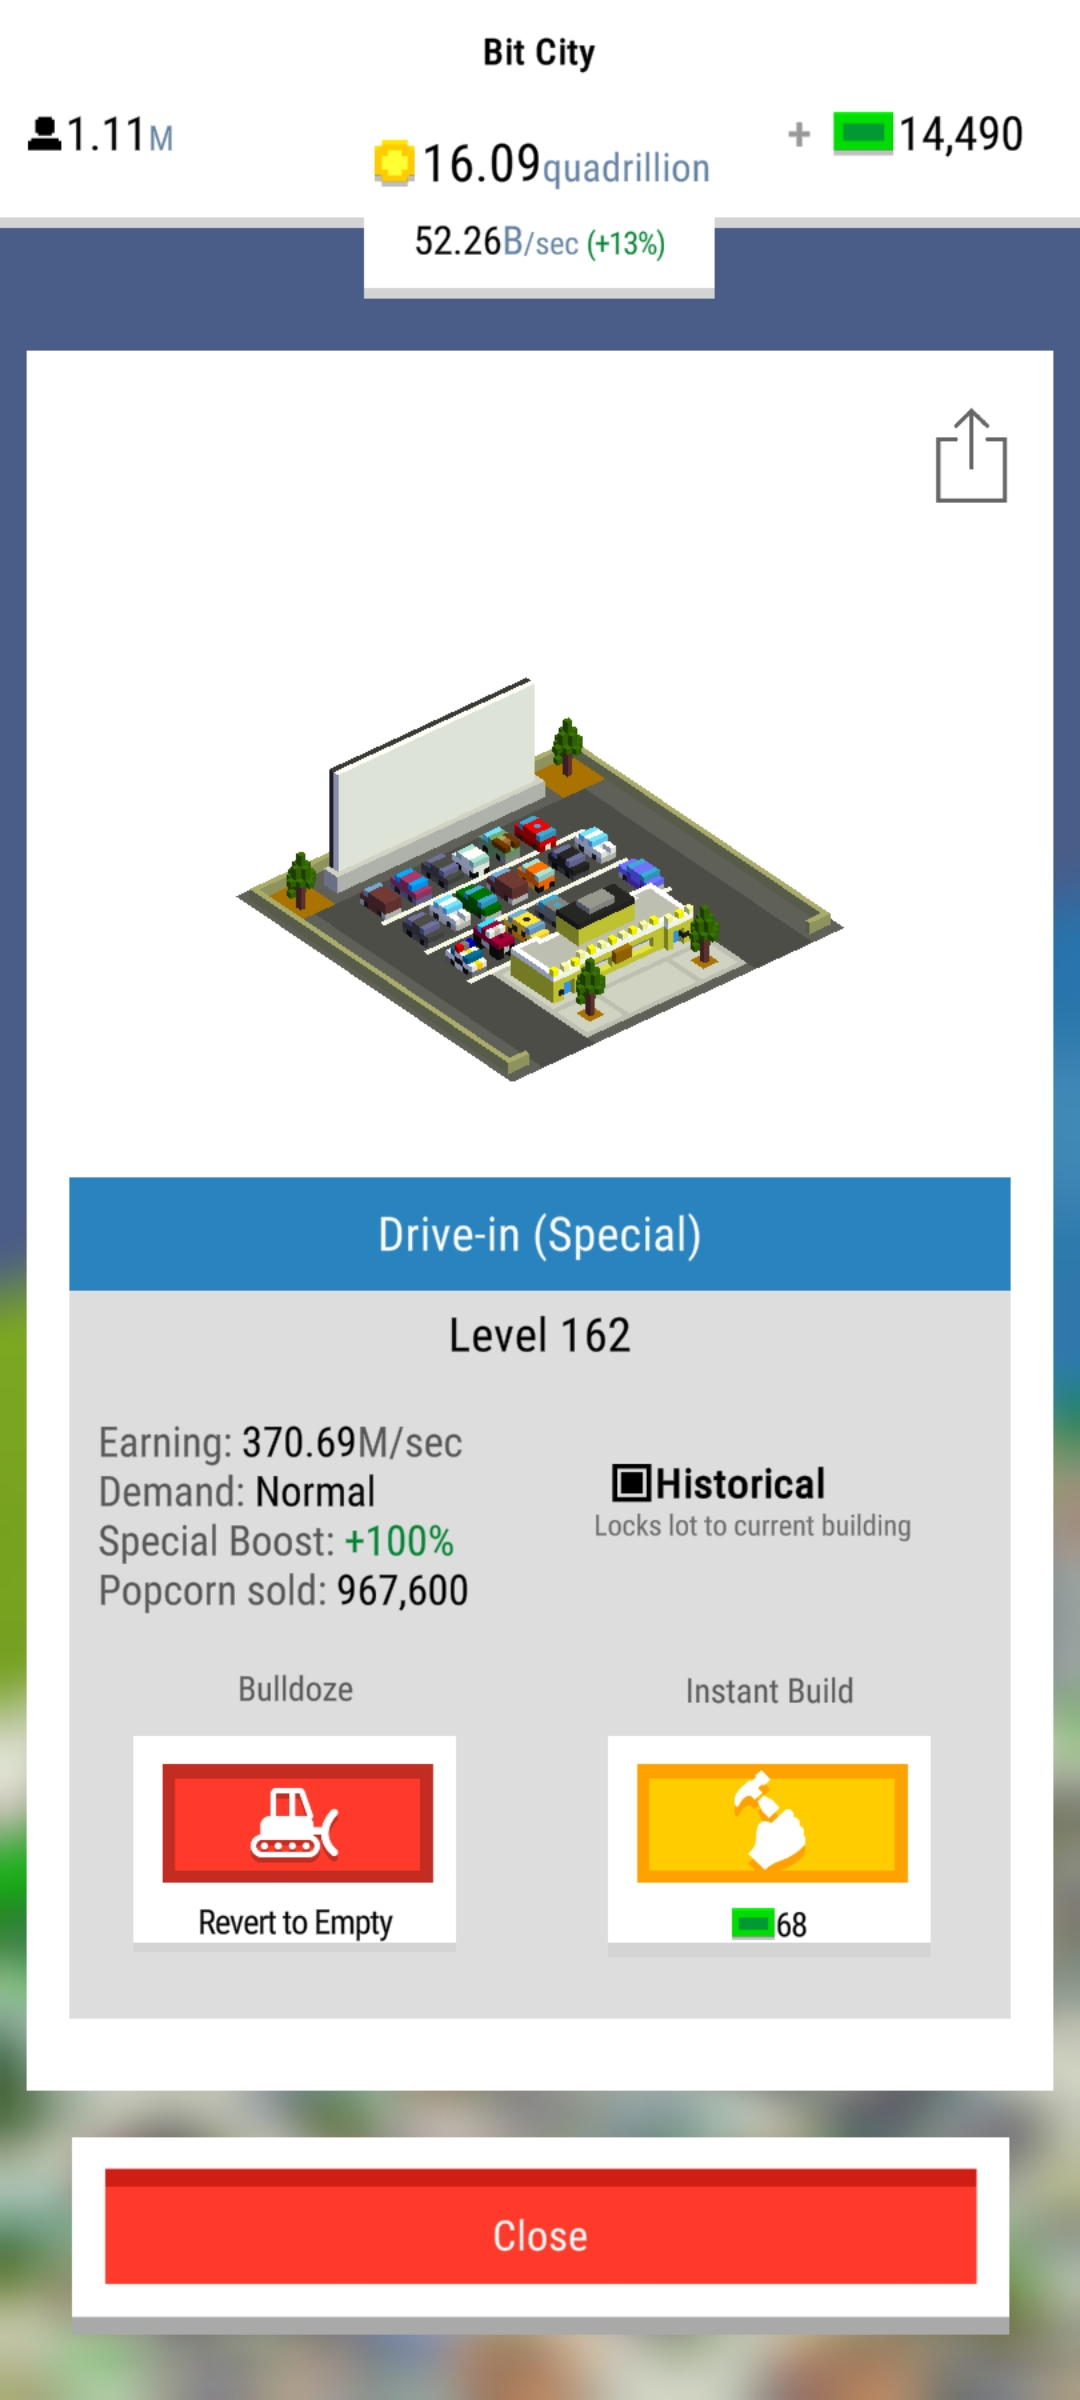 Bit City
1.11M
16.09quadrillion
+ 14,490
52.26B/sec (+13%)
Drive-in (Special)
Level 162
Earning: 370.69M/sec
Demand: Normal
Special Boost: +100%
Popcorn sold: 967,600
Historical
Locks lot to current building
Bulldoze
Instant Build
Revert to Empty
68
Close